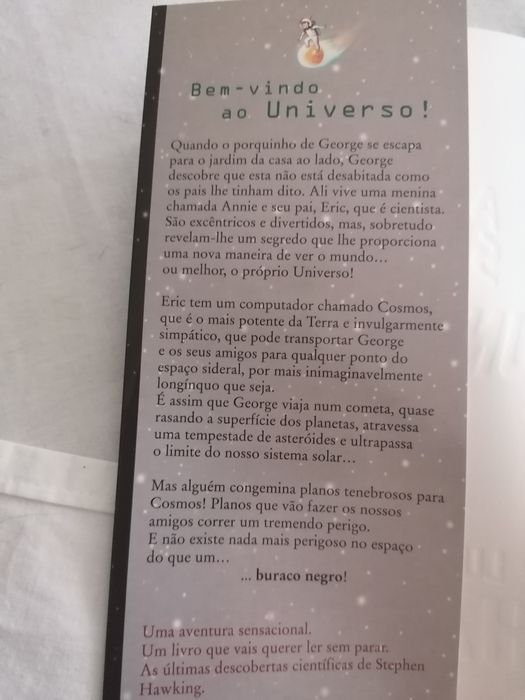 Bem-vindo
ao Universo!
Quando o porquinho de George se escapa
para o jardim da casa ao lado, George
descobre que esta não está desabitada como
os pais lhe tinham dito. Ali vive uma menina
chamada Annie e seu pai, Eric, que é cientista.
São excêntricos e divertidos, mas, sobretudo
revelam-lhe um segredo que lhe proporciona
uma nova maneira de ver o mundo...
ou melhor, o próprio Universo!
Eric tem um computador chamado Cosmos,
que é o mais potente da Terra e invulgarmente
simpático, que pode transportar George
e os seus amigos para qualquer ponto do
espaço sideral, por mais inimaginavelmente
longínquo que seja.
É assim que George viaja num cometa, quase
rasando a superfície dos planetas, atravessa
uma tempestade de asteróides e ultrapassa
o limite do nosso sistema solar...
Mas alguém congemina planos tenebrosos para
Cosmos! Planos que vão fazer os nossos
amigos correr um tremendo perigo.
E não existe nada mais perigoso no espaço
do que um...
... buraco negro!
Uma aventura sensacional.
Um livro que vais querer ler sem parar.
As últimas descobertas científicas de Stephen
Hawking.